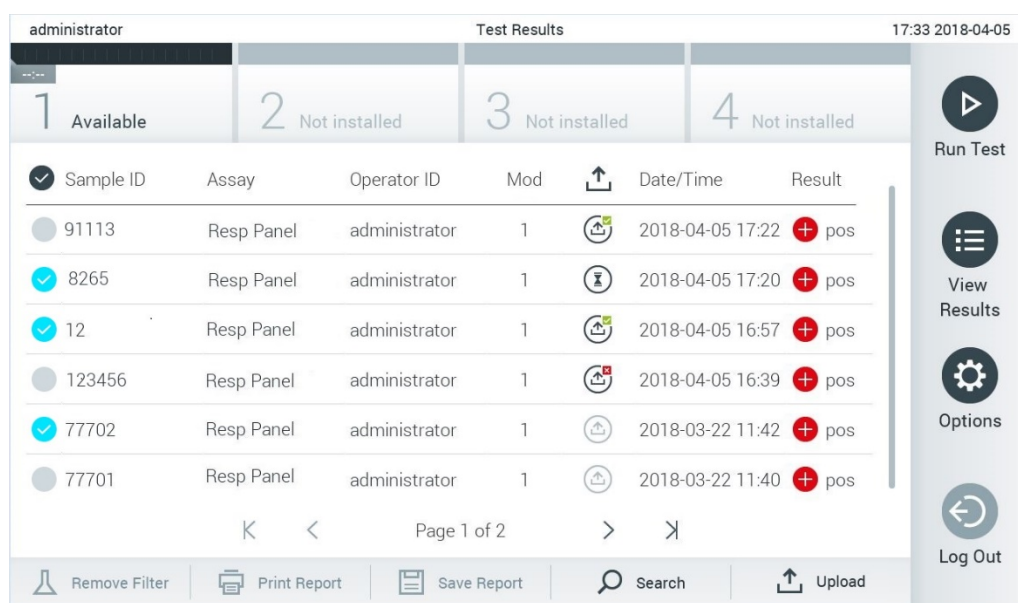 administrator Test Results 17:33 2018-04-05
--:--
1 Available 2 Not installed 3 Not installed 4 Not installed
Run Test
Sample ID Assay Operator ID Mod Date/Time Result
91113 Resp Panel administrator 1 2018-04-05 17:22 pos
8265 Resp Panel administrator 1 2018-04-05 17:20 pos
View
Results
12 Resp Panel administrator 1 2018-04-05 16:57 pos
123456 Resp Panel administrator 1 2018-04-05 16:39 pos
Options
77702 Resp Panel administrator 1 2018-03-22 11:42 pos
77701 Resp Panel administrator 1 2018-03-22 11:40 pos
Page 1 of 2
Log Out
Remove Filter Print Report Save Report Search Upload